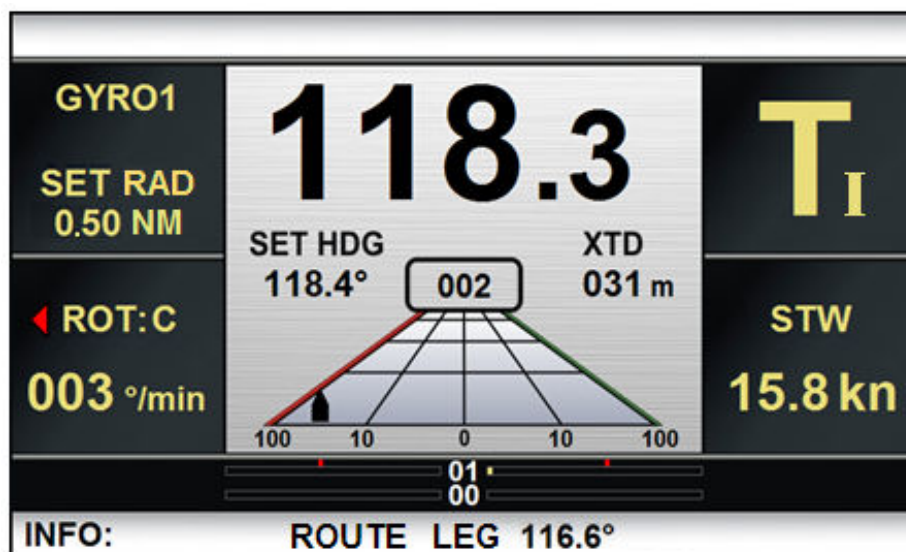 GYRO1
SET RAD
0.50 NM
118.3
T I
SET HDG
118.4°
XTD
031 m
002
ROT: C
003 °/min
STW
15.8 kn
100 10 0 10 100
01
00
INFO: ROUTE LEG 116.6°